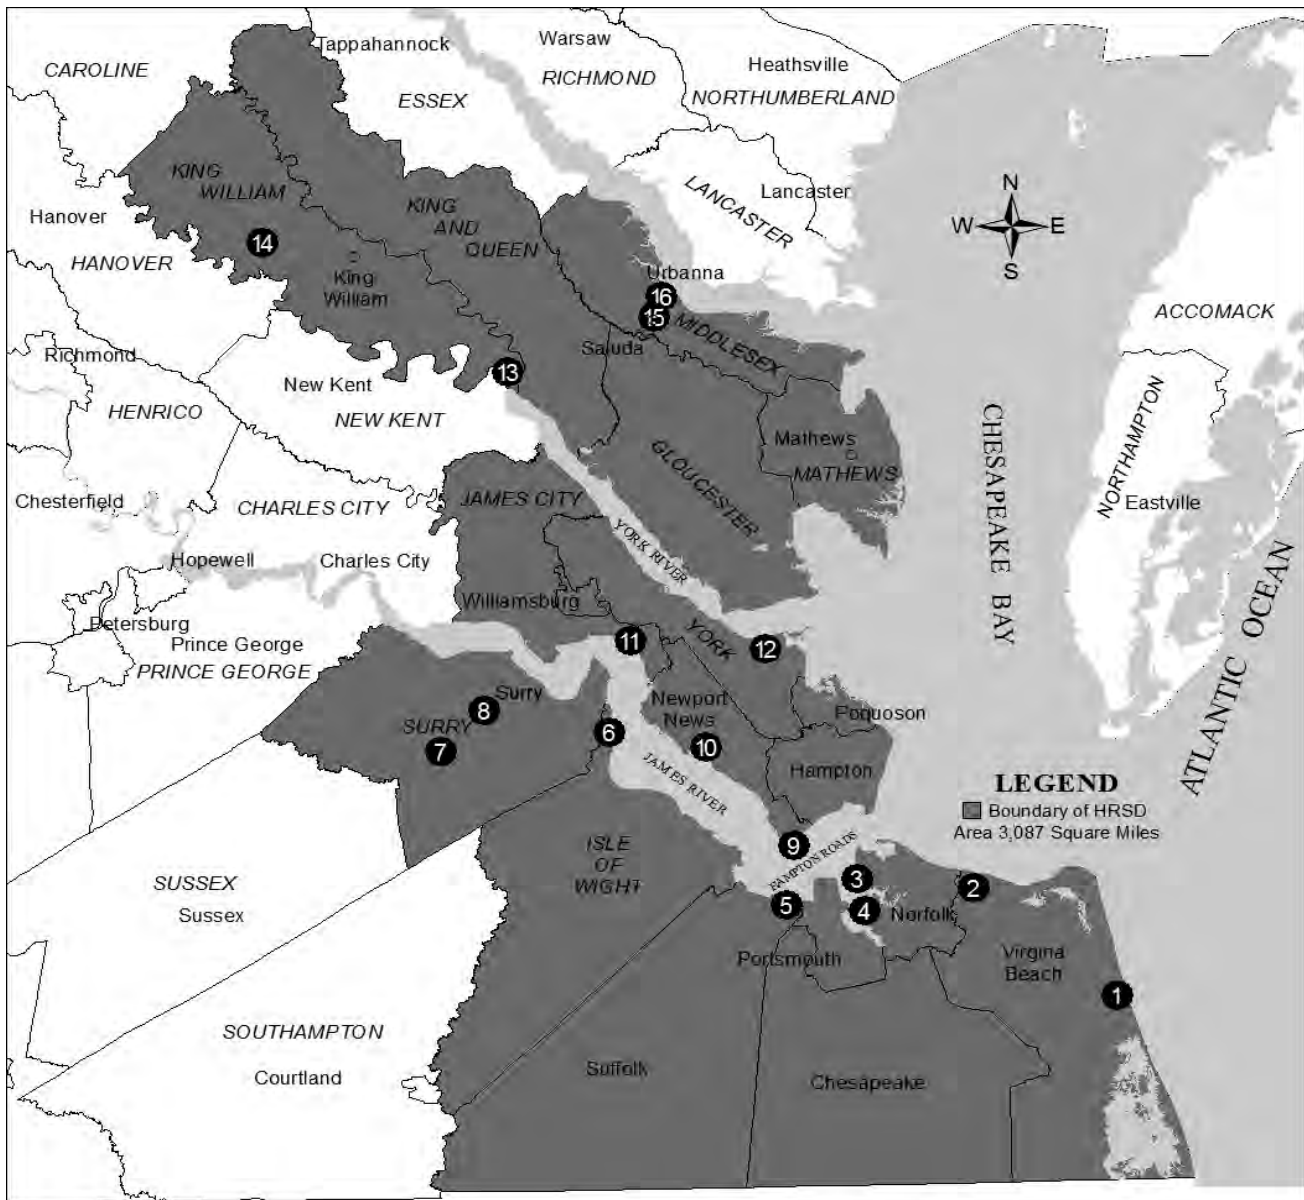 Tappahannock
Warsaw
CAROLINE
RICHMOND
Heathsville
ESSEX
NORTHUMBERLAND
KING
WILLIAM
LANCASTER
Lancaster
KING
AND
QUEEN
N
W E
S
Hanover
HANOVER
14
King
William
Urbanna
16
15
MIDDLESEX
Saluda
ACCOMACK
Richmond
HENRICO
New Kent
NEW KENT
13
NORTHAMPTON
CHESAPEAKE BAY
Mathews
MATHEWS
GLOUCESTER
Chesterfield
CHARLES CITY
JAMES CITY
YORK RIVER
Eastville
Hopewell
Charles City
Williamsburg
ATLANTIC OCEAN
Petersburg
Prince George
PRINCE GEORGE
11
YORK
12
Surry
8
SURRY
7
6
Newport
News
10
Poquoson
JAMES RIVER
Hampton
LEGEND
Boundary of HRSD
Area 3,087 Square Miles
ISLE
OF
WIGHT
9
HAMPTON ROADS
3
2
SUSSEX
Sussex
5
4
Norfolk
Portsmouth
Virgina
Beach
1
SOUTHAMPTON
Courtland
Suffolk
Chesapeake